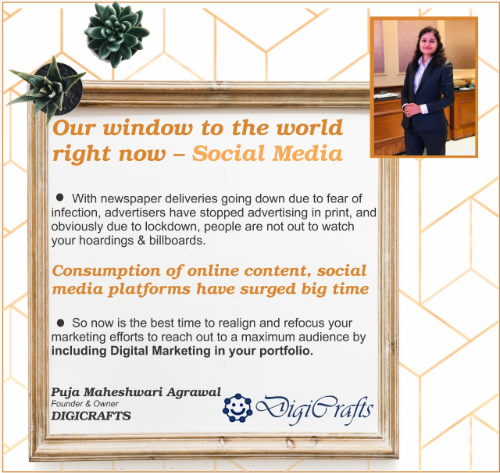 Our window to the world
right now – Social Media
● With newspaper deliveries going down due to fear of
infection, advertisers have stopped advertising in print, and
obviously due to lockdown, people are not out to watch
your hoardings & billboards.
Consumption of online content, social
media platforms have surged big time
● So now is the best time to realign and refocus your
marketing efforts to reach out to a maximum audience by
including Digital Marketing in your portfolio.
Puja Maheshwari Agrawal
Founder & Owner
DIGICRAFTS
DigiCrafts